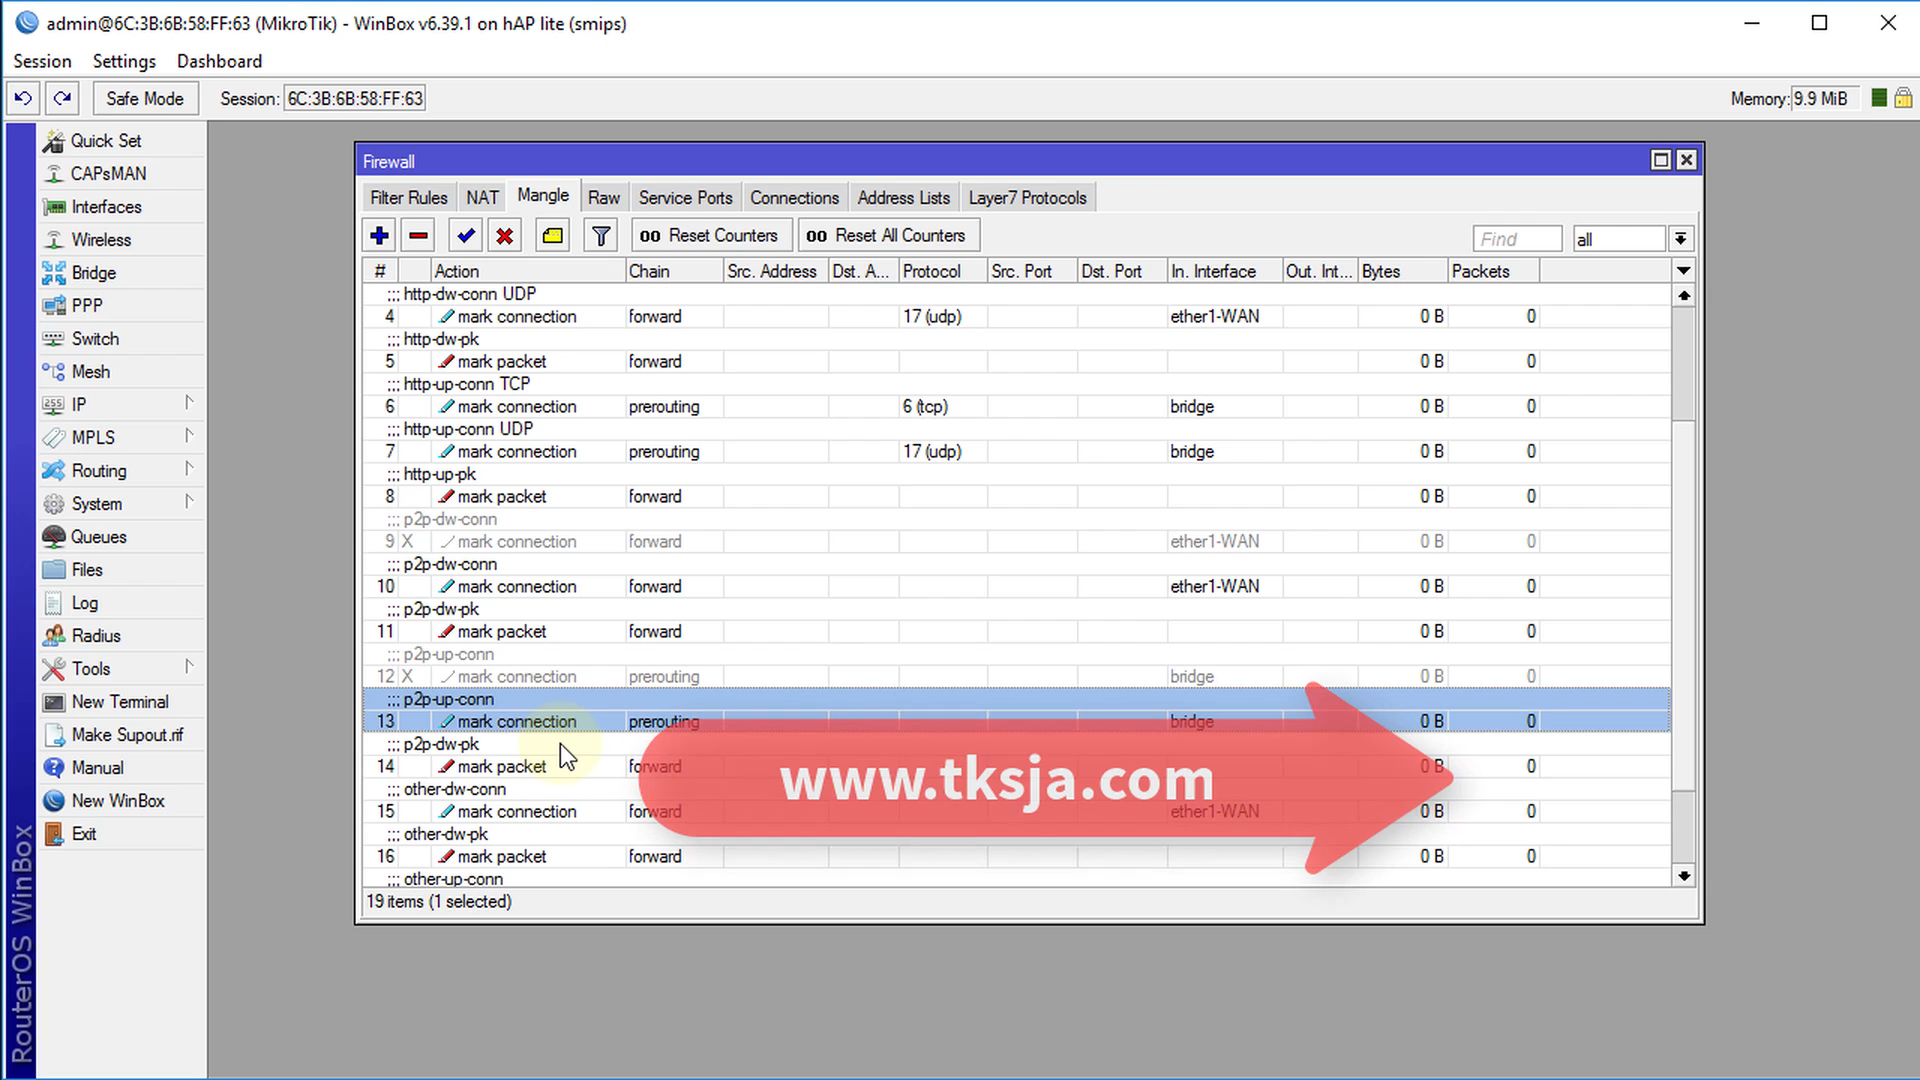 admin@6C:3B:6B:58:FF:63 (MikroTik) - WinBox v6.39.1 on hAP lite (smips)
Session Settings Dashboard
Safe Mode Session: 6C:3B:6B:58:FF:63 Memory: 9.9 MiB
Quick Set
CAPsMAN
Interfaces
Wireless
Bridge
PPP
Switch
Mesh
IP
MPLS
Routing
System
Queues
Files
Log
Radius
Tools
New Terminal
Make Supout.rif
Manual
New WinBox
Exit
RouterOS WinBox
Firewall
Filter Rules NAT Mangle Raw Service Ports Connections Address Lists Layer7 Protocols
00 Reset Counters 00 Reset All Counters Find all
# Action Chain Src. Address Dst. A... Protocol Src. Port Dst. Port In. Interface Out. Int... Bytes Packets
;;; http-dw-conn UDP
4 mark connection forward 17 (udp) ether1-WAN 0 B 0
;;; http-dw-pk
5 mark packet forward 0 B 0
;;; http-up-conn TCP
6 mark connection prerouting 6 (tcp) bridge 0 B 0
;;; http-up-conn UDP
7 mark connection prerouting 17 (udp) bridge 0 B 0
;;; http-up-pk
8 mark packet forward 0 B 0
;;; p2p-dw-conn
9 X mark connection forward ether1-WAN 0 B 0
;;; p2p-dw-conn
10 mark connection forward ether1-WAN 0 B 0
;;; p2p-dw-pk
11 mark packet forward 0 B 0
;;; p2p-up-conn
12 X mark connection prerouting bridge 0 B 0
;;; p2p-up-conn
13 mark connection prerouting bridge 0 B 0
;;; p2p-dw-pk
14 mark packet forward 0 B 0
;;; other-dw-conn
15 mark connection forward ether1-WAN 0 B 0
;;; other-dw-pk
16 mark packet forward 0 B 0
;;; other-up-conn
19 items (1 selected)
www.tksja.com